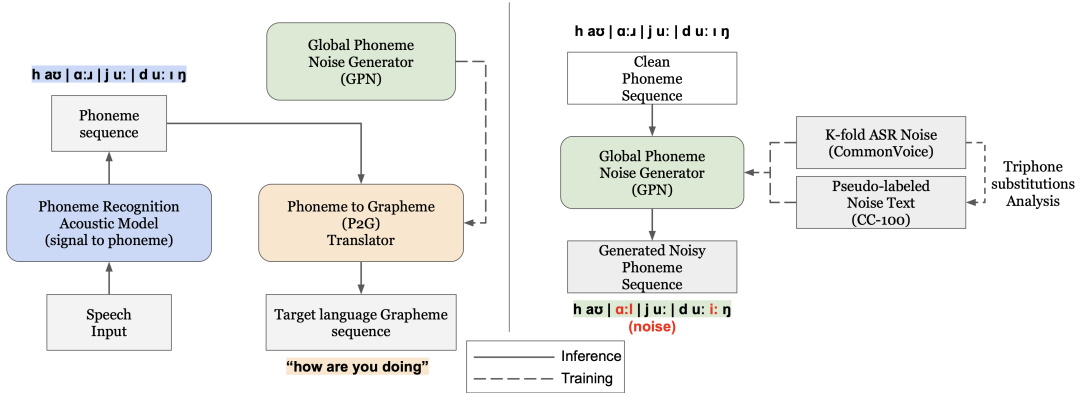 h aʊ | ɑːɹ | j uː | d uː ɪ ŋ
Phoneme
sequence
Phoneme Recognition
Acoustic Model
(signal to phoneme)
Speech
Input
Global Phoneme
Noise Generator
(GPN)
Phoneme to Grapheme
(P2G)
Translator
Target language Grapheme
sequence
“how are you doing”
h aʊ | ɑːɹ | j uː | d uː ɪ ŋ
Clean
Phoneme
Sequence
Global Phoneme
Noise Generator
(GPN)
Generated Noisy
Phoneme
Sequence
h aʊ | ɑːl | j uː | d uː iː ŋ
(noise)
K-fold ASR Noise
(CommonVoice)
Pseudo-labeled
Noise Text
(CC-100)
Triphone
substitutions
Analysis
Inference
Training